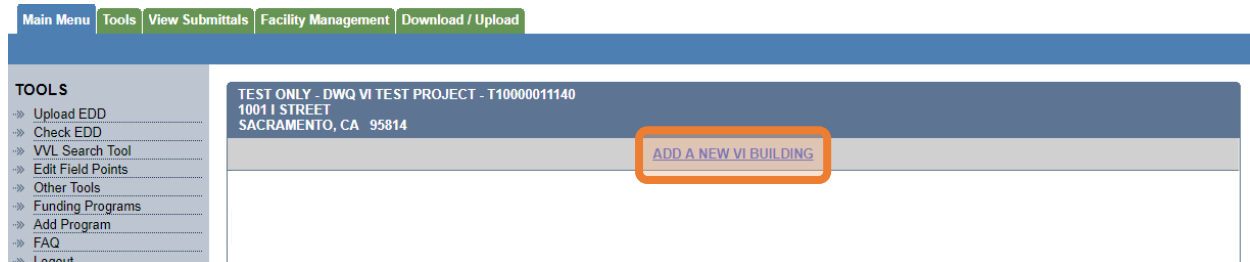 Main Menu Tools View Submittals Facility Management Download / Upload
TOOLS
Upload EDD
Check EDD
VVL Search Tool
Edit Field Points
Other Tools
Funding Programs
Add Program
FAQ
Logout
TEST ONLY - DWQ VI TEST PROJECT - T10000011140
1001 I STREET
SACRAMENTO, CA 95814
ADD A NEW VI BUILDING